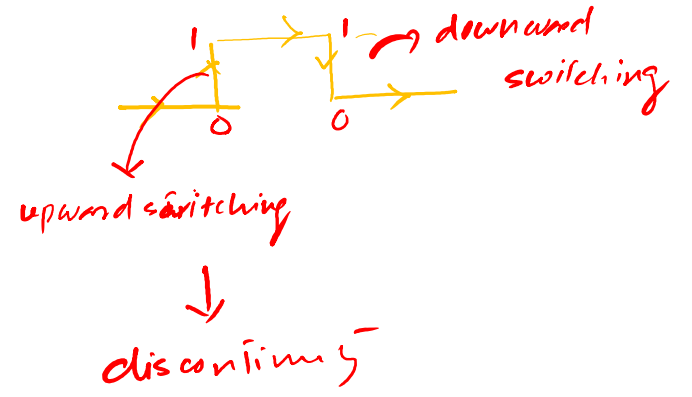 1
1
downward
switching
0
0
upward switching
discontinuity